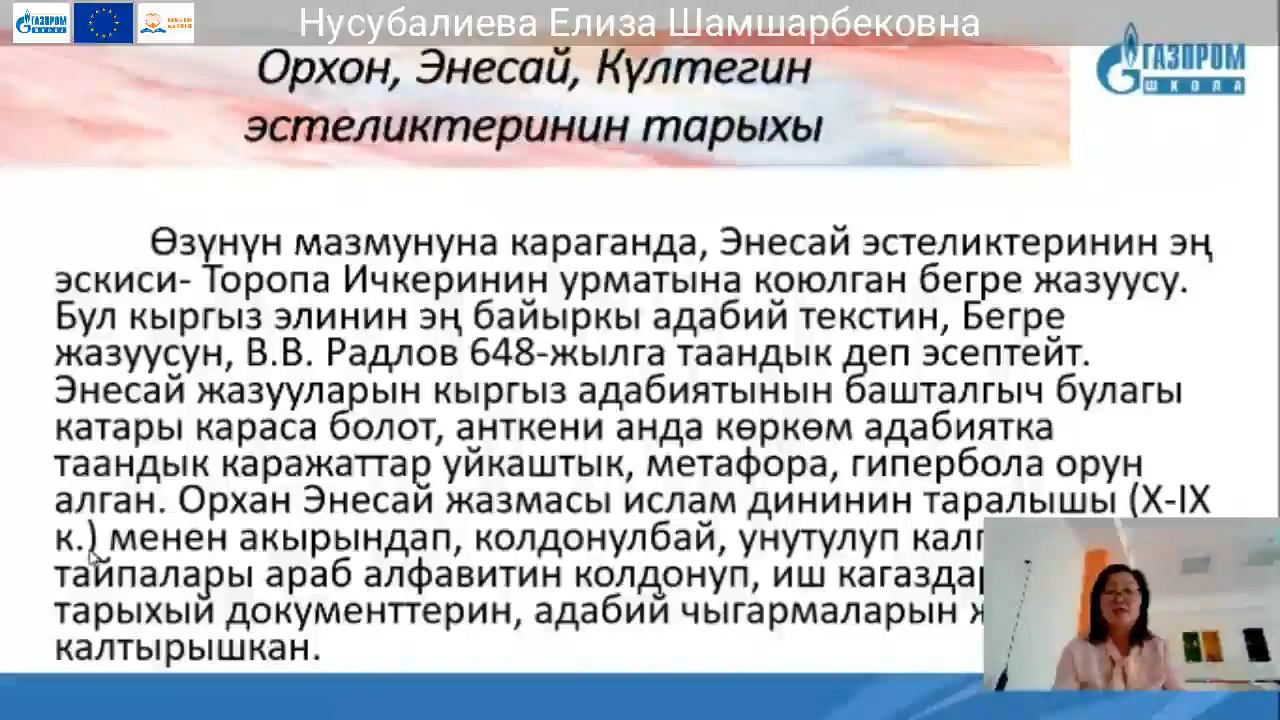 ГАЗПРОМ
ШКОЛА
Нусубалиева Елиза Шамшарбековна
ГАЗПРОМ
ШКОЛА
Орхон, Энесай, Күлтегин
эстеликтеринин тарыхы
Өзүнүн мазмунуна караганда, Энесай эстеликтеринин эң
эскиси- Торопа Ичкеринин урматына коюлган бегре жазуусу.
Бул кыргыз элинин эң байыркы адабий текстин, Бегре
жазуусун, В.В. Радлов 648-жылга таандык деп эсептейт.
Энесай жазууларын кыргыз адабиятынын башталгыч булагы
катары караса болот, анткени анда көркөм адабиятка
таандык каражаттар уйкаштык, метафора, гипербола орун
алган. Орхан Энесай жазмасы ислам дининин таралышы (X-IX
к.) менен акырындап, колдонулбай, унутулуп
тайпалары араб алфавитин колдонуп, иш
тарыхый документтерин, адабий чыгармаларын
калтырышкан.